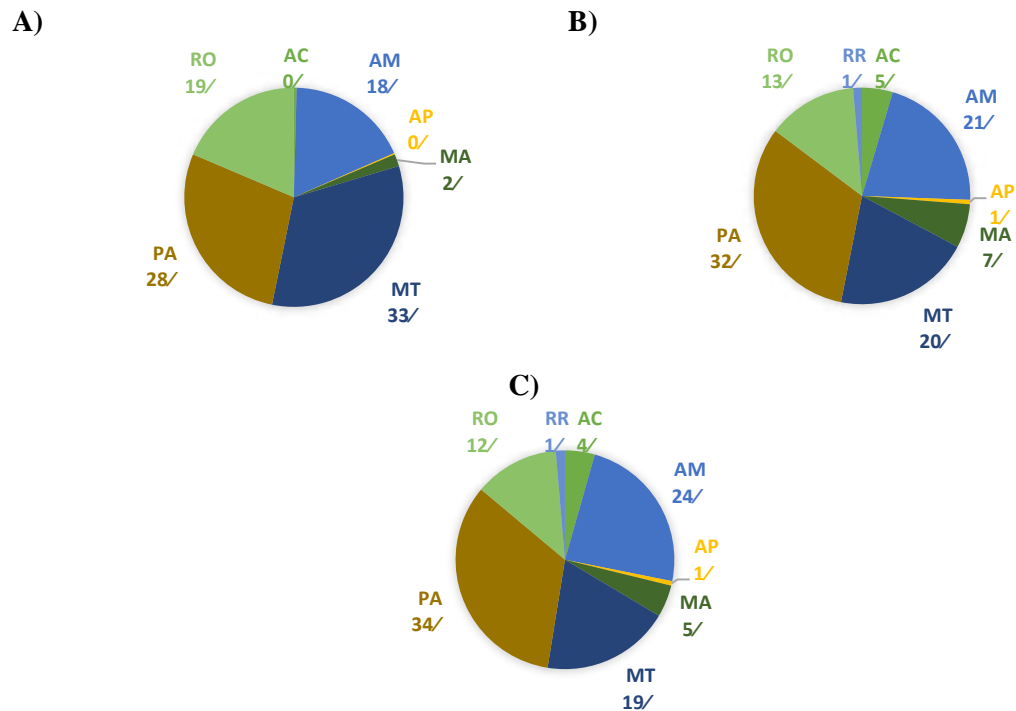 A)
RO
19⁄
AC
0⁄
AM
18⁄
AP
0⁄
MA
2⁄
MT
33⁄
PA
28⁄
B)
RO
13⁄
RR
1⁄
AC
5⁄
AM
21⁄
AP
1⁄
MA
7⁄
MT
20⁄
PA
32⁄
C)
RO
12⁄
RR
1⁄
AC
4⁄
AM
24⁄
AP
1⁄
MA
5⁄
MT
19⁄
PA
34⁄